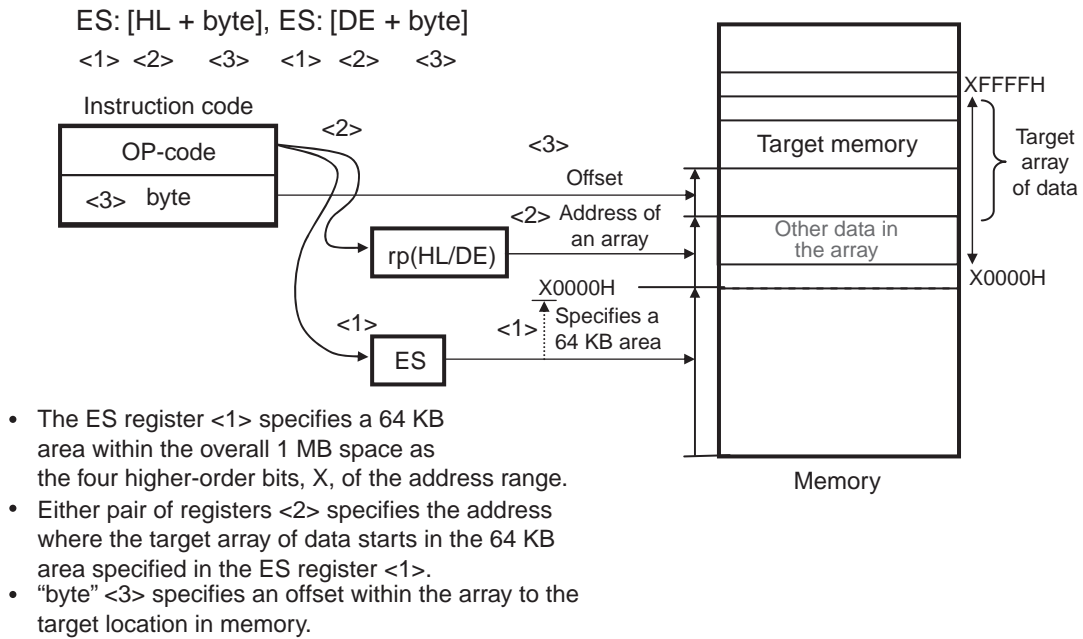 ES: [HL + byte], ES: [DE + byte]
<1> <2> <3> <1> <2> <3>
Instruction code
OP-code
<3> byte
<2>
<3>
Offset
<2> Address of
an array
rp(HL/DE)
X0000H
<1>
<1> Specifies a
64 KB area
ES
XFFFFH
Target memory
Target
array
of data
Other data in
the array
X0000H
Memory
• The ES register <1> specifies a 64 KB
area within the overall 1 MB space as
the four higher-order bits, X, of the address range.
• Either pair of registers <2> specifies the address
where the target array of data starts in the 64 KB
area specified in the ES register <1>.
• “byte” <3> specifies an offset within the array to the
target location in memory.